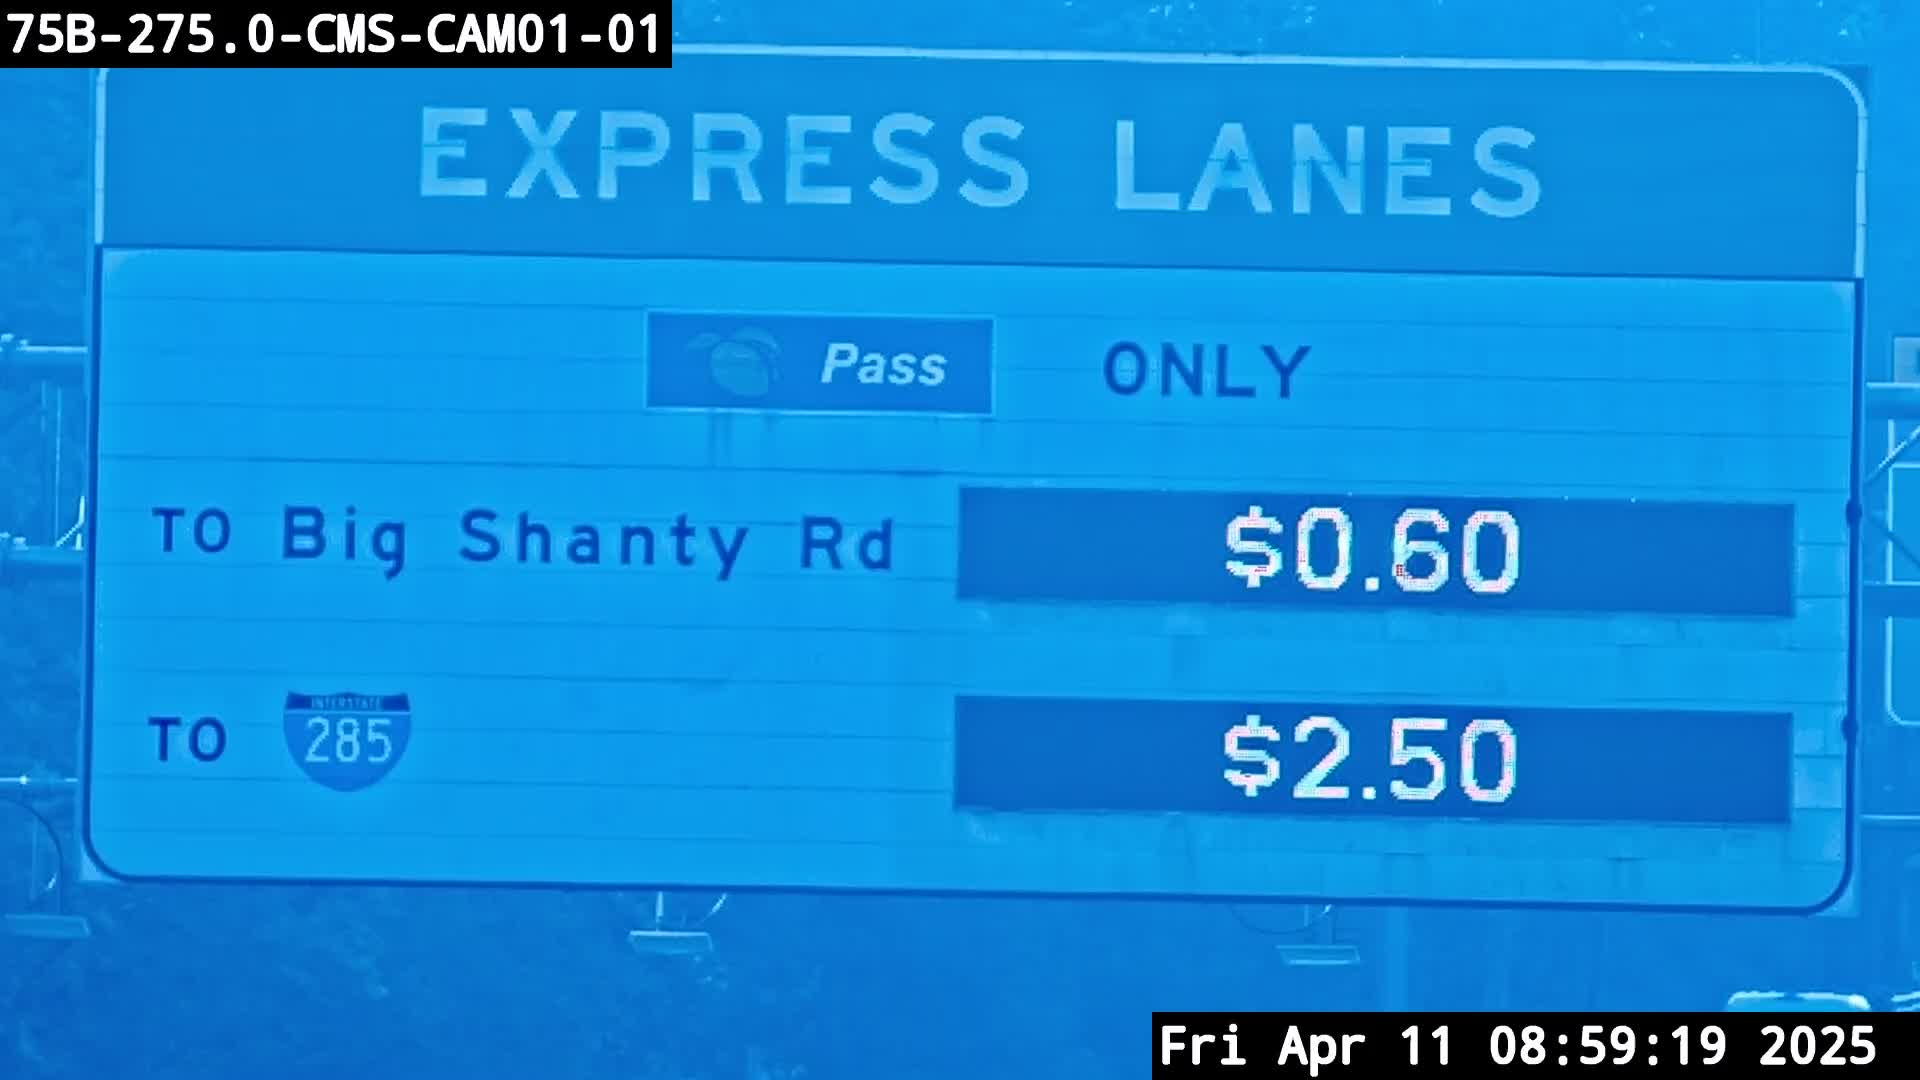 75B-275.0-CMS-CAM01-01
EXPRESS LANES
Pass ONLY
TO Big Shanty Rd $0.60
TO INTERSTATE 285 $2.50
Fri Apr 11 08:59:19 2025